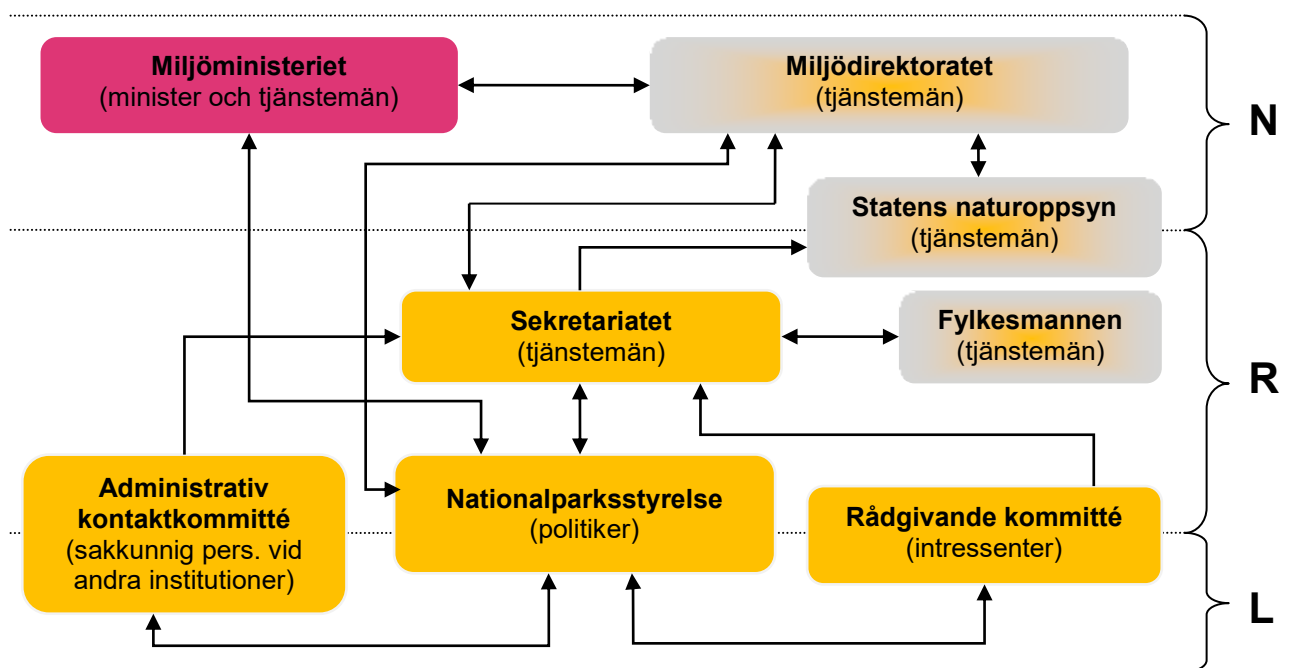 Miljöministeriet
(minister och tjänstemän)
Miljödirektoratet
(tjänstemän)
N
Statens naturoppsyn
(tjänstemän)
Sekretariatet
(tjänstemän)
Fylkesmannen
(tjänstemän)
R
Administrativ
kontaktkommitté
(sakkunnig pers. vid
andra institutioner)
Nationalparksstyrelse
(politiker)
Rådgivande kommitté
(intressenter)
L